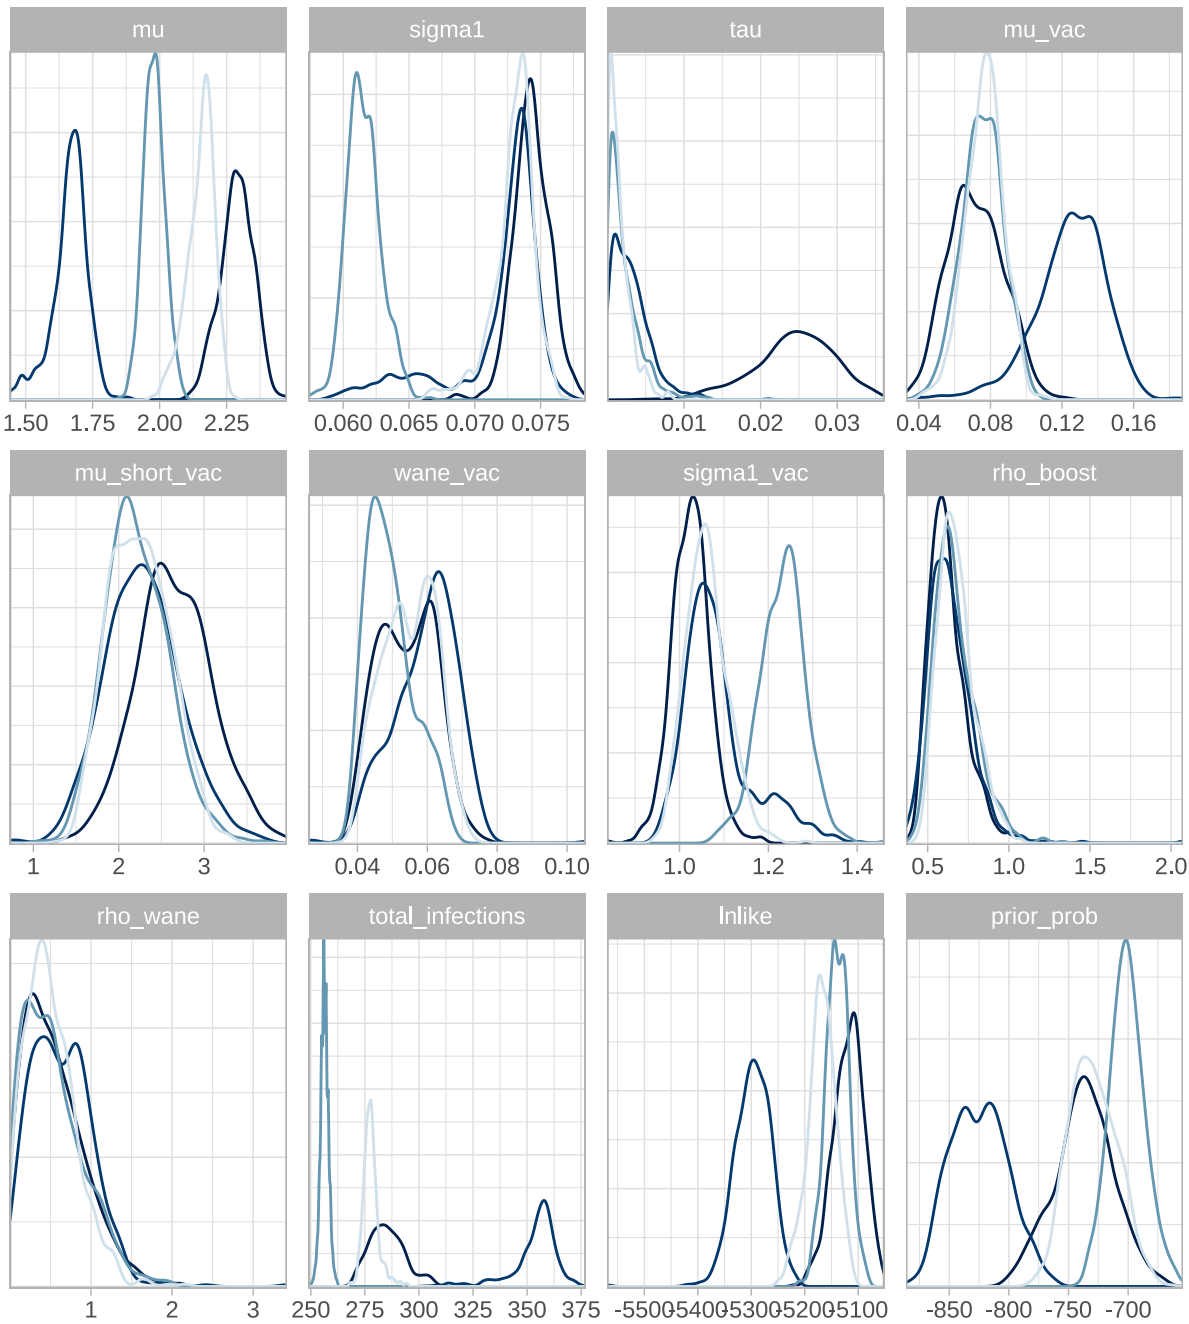 mu sigma1 tau mu_vac
1.50 1.75 2.00 2.25 0.060 0.065 0.070 0.075 0.01 0.02 0.03 0.04 0.08 0.12 0.16
mu_short_vac wane_vac sigma1_vac rho_boost
1 2 3 0.04 0.06 0.08 0.10 1.0 1.2 1.4 0.5 1.0 1.5 2.0
rho_wane total_infections lnlike prior_prob
1 2 3 250 275 300 325 350 375 -5500 -5400 -5300 -5200 -5100 -850 -800 -750 -700